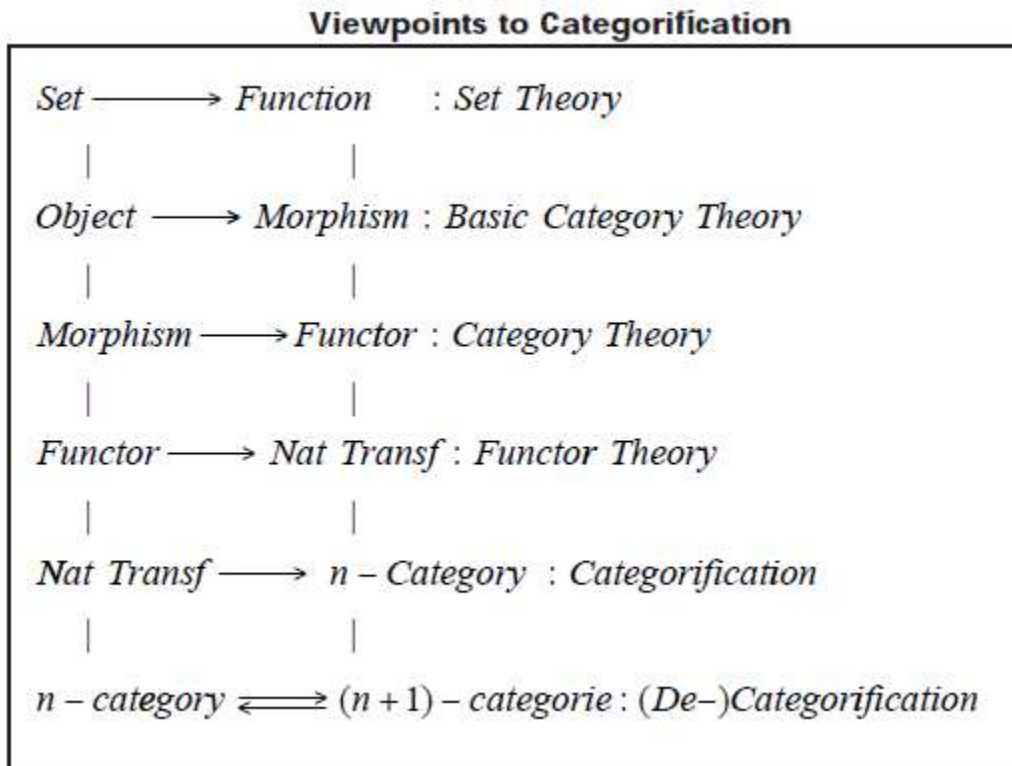 Viewpoints to Categorification
Set ⟶ Function : Set Theory
| |
Object ⟶ Morphism : Basic Category Theory
| |
Morphism ⟶ Functor : Category Theory
| |
Functor ⟶ Nat Transf : Functor Theory
| |
Nat Transf ⟶ n – Category : Categorification
| |
n – category ⇌ (n + 1) – categorie : (De–)Categorification